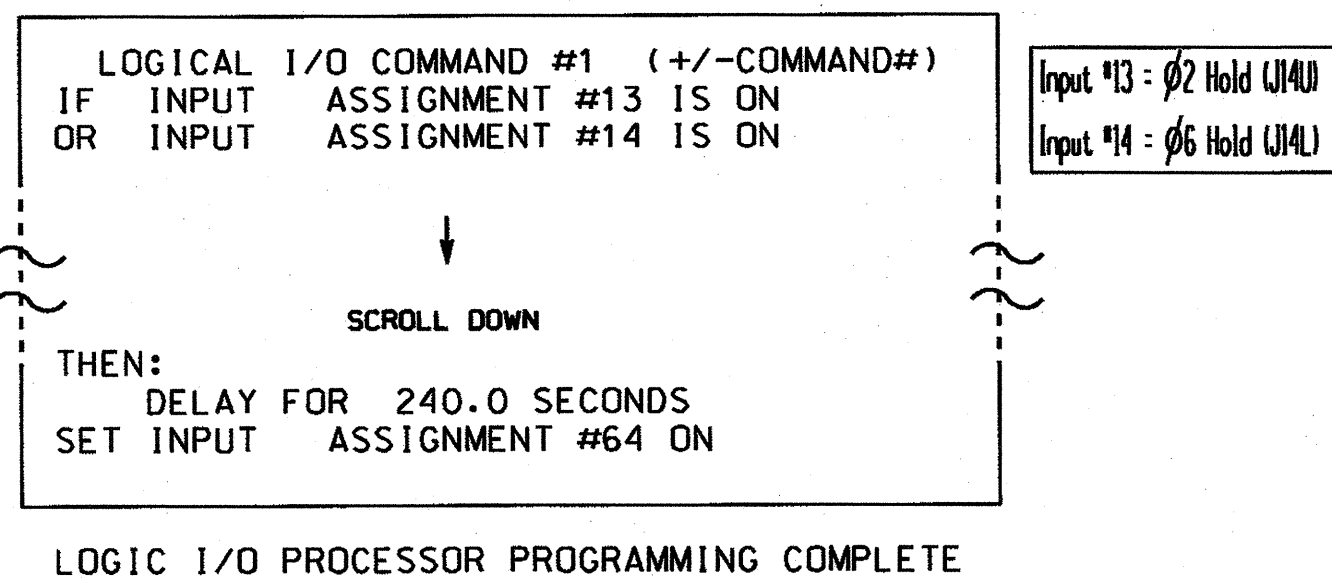 LOGICAL I/O COMMAND #1 (+/-COMMAND#)
IF INPUT ASSIGNMENT #13 IS ON
OR INPUT ASSIGNMENT #14 IS ON
Input #13 = ϕ2 Hold (J14U)
Input #14 = ϕ6 Hold (J14L)
SCROLL DOWN
THEN:
DELAY FOR 240.0 SECONDS
SET INPUT ASSIGNMENT #64 ON
LOGIC I/O PROCESSOR PROGRAMMING COMPLETE